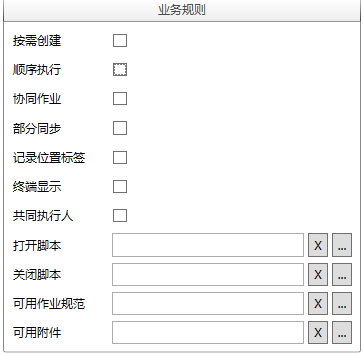 业务规则
按需创建
顺序执行
协同作业
部分同步
记录位置标签
终端显示
共同执行人
打开脚本 X ...
关闭脚本 X ...
可用作业规范 X ...
可用附件 X ...